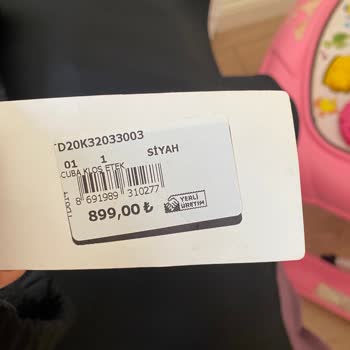 TD20K32033003
01 1 SİYAH
CUBA KLOŞ ETEK
8 691989 310277
899,00 ₺
YERLİ
ÜRETİM